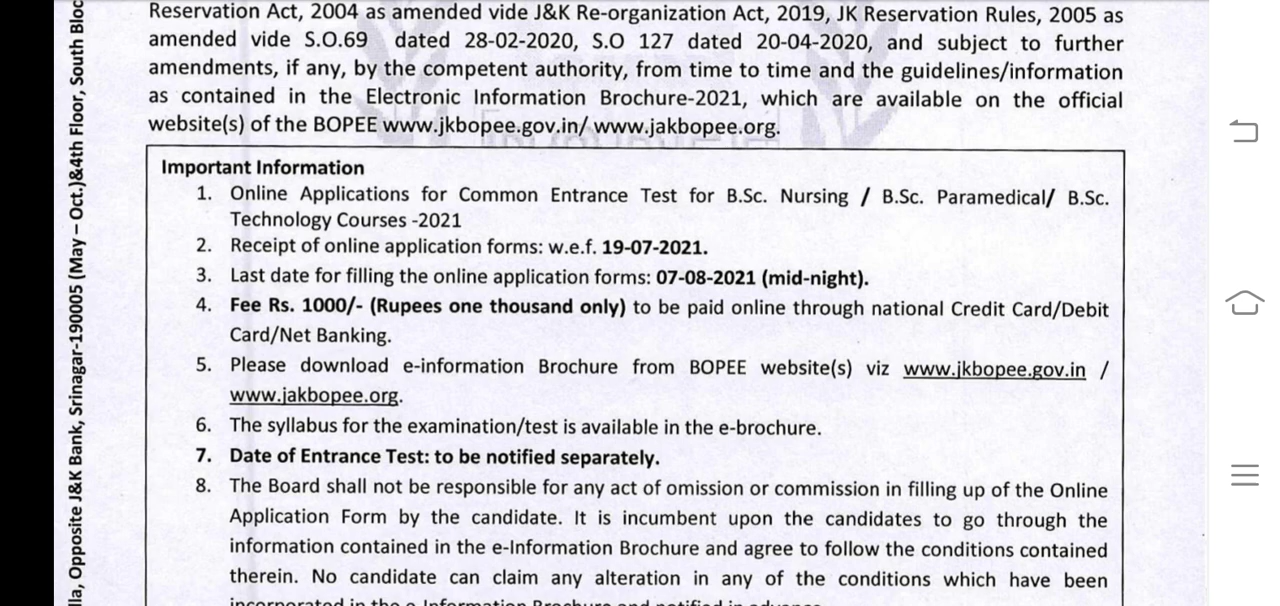 Reservation Act, 2004 as amended vide J&K Re-organization Act, 2019, JK Reservation Rules, 2005 as
amended vide S.O.69 dated 28-02-2020, S.O 127 dated 20-04-2020, and subject to further
amendments, if any, by the competent authority, from time to time and the guidelines/information
as contained in the Electronic Information Brochure-2021, which are available on the official
website(s) of the BOPEE www.jkbopee.gov.in/ www.jakbopee.org.
Important Information
1. Online Applications for Common Entrance Test for B.Sc. Nursing / B.Sc. Paramedical/ B.Sc.
Technology Courses -2021
2. Receipt of online application forms: w.e.f. 19-07-2021.
3. Last date for filling the online application forms: 07-08-2021 (mid-night).
4. Fee Rs. 1000/- (Rupees one thousand only) to be paid online through national Credit Card/Debit
Card/Net Banking.
5. Please download e-information Brochure from BOPEE website(s) viz www.jkbopee.gov.in /
www.jakbopee.org.
6. The syllabus for the examination/test is available in the e-brochure.
7. Date of Entrance Test: to be notified separately.
8. The Board shall not be responsible for any act of omission or commission in filling up of the Online
Application Form by the candidate. It is incumbent upon the candidates to go through the
information contained in the e-Information Brochure and agree to follow the conditions contained
therein. No candidate can claim any alteration in any of the conditions which have been
incorporated in the e-Information Brochure and notified in advance
Opposite J&K Bank, Srinagar-190005 (May – Oct.)&4th Floor, South